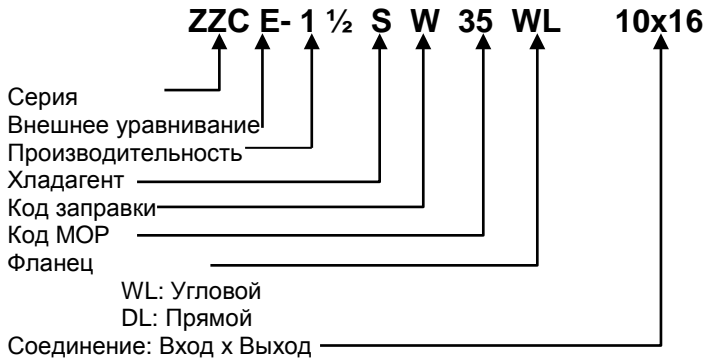 ZZC E- 1 ½ S W 35 WL 10x16
Серия
Внешнее уравнивание
Производительность
Хладагент
Код заправки
Код МОР
Фланец
WL: Угловой
DL: Прямой
Соединение: Вход х Выход